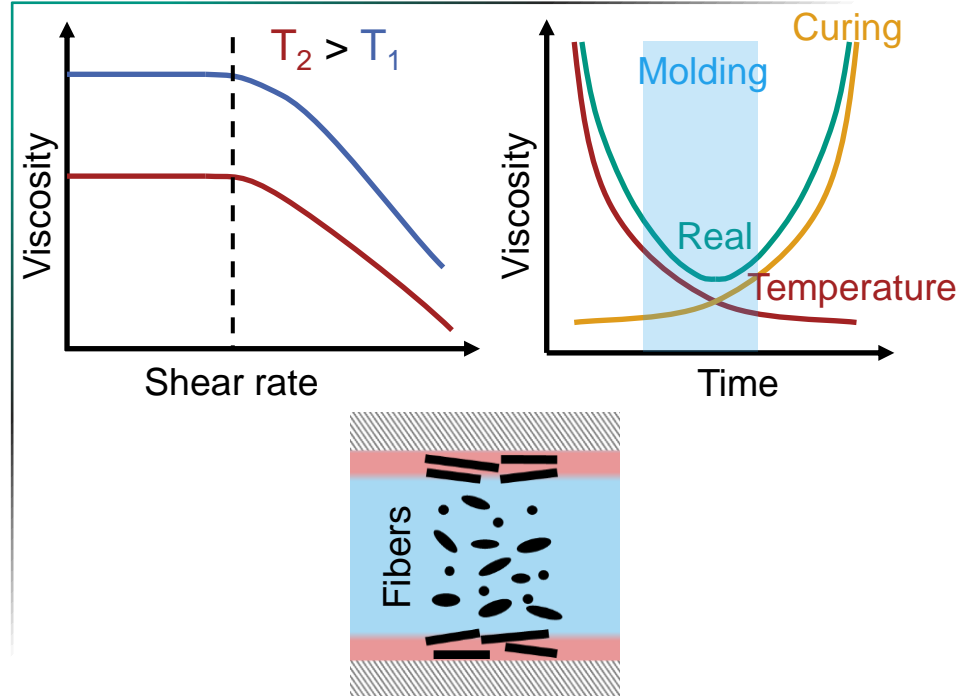 T₂ > T₁
Viscosity
Shear rate
Curing
Molding
Viscosity
Real
Temperature
Time
Fibers